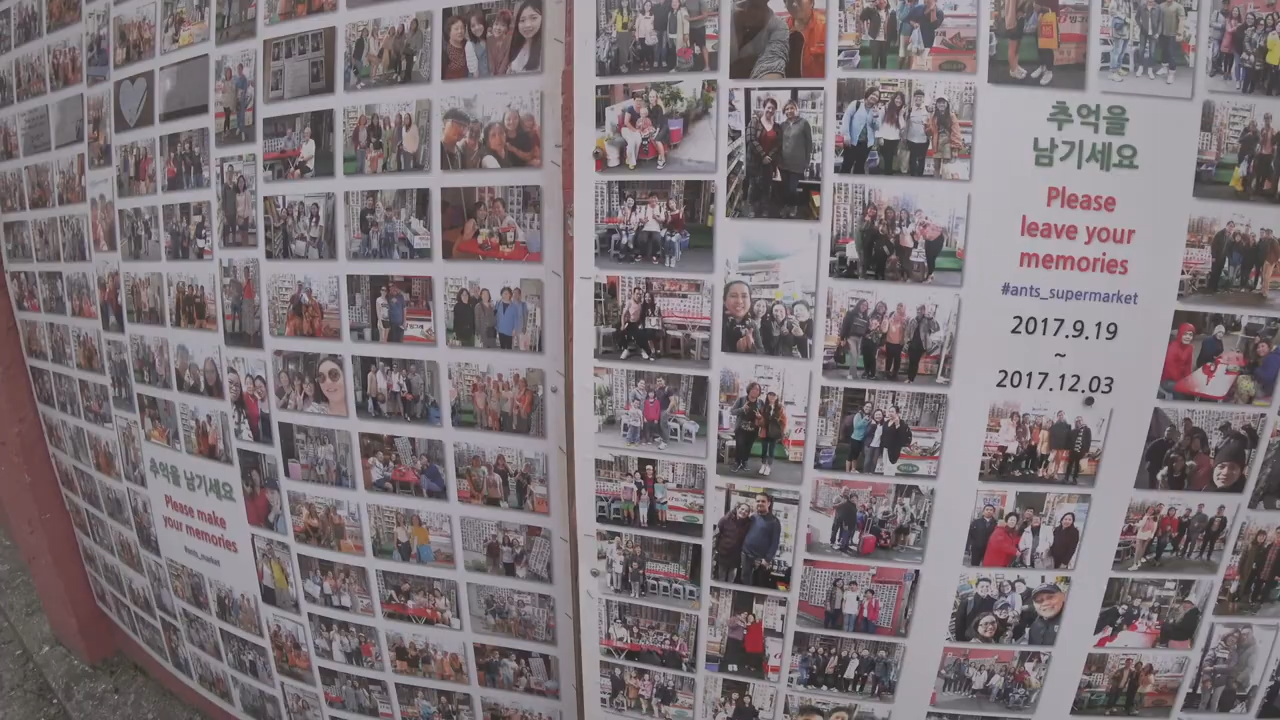 추억을
남기세요
Please
leave your
memories
#ants_supermarket
2017.9.19
~
2017.12.03
추억을 남기세요
Please make
your memories
#ants_market